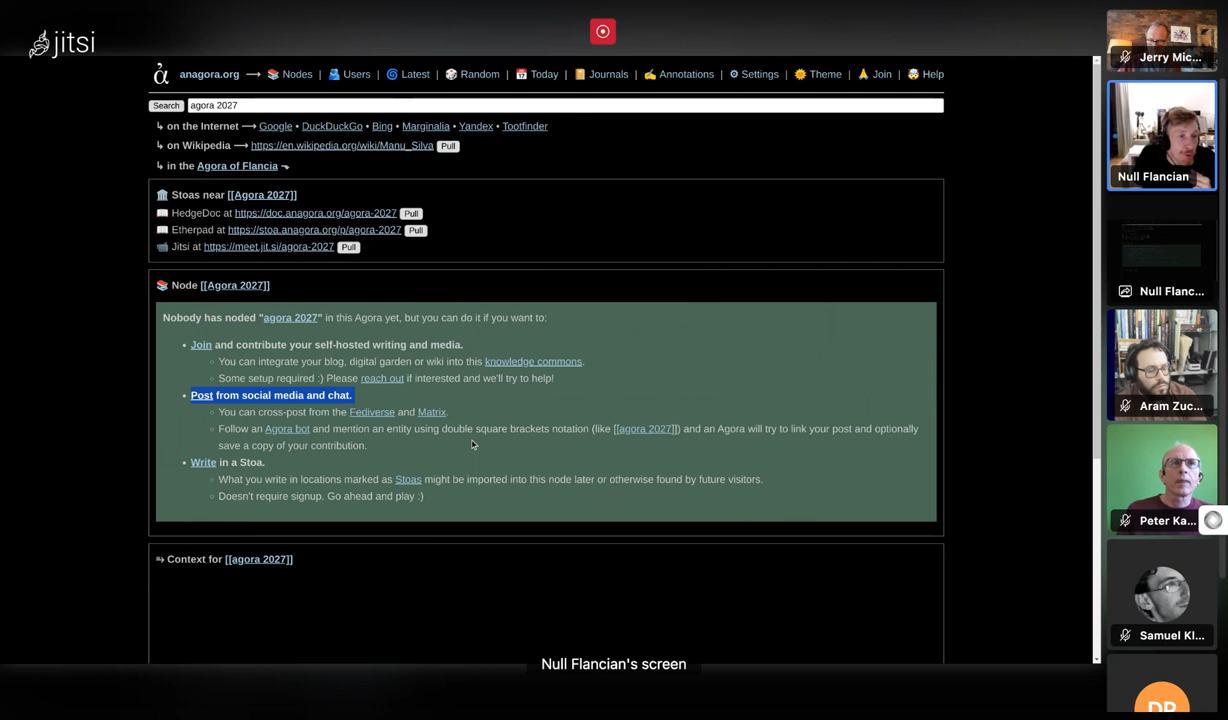 jitsi
ἀ anagora.org ⟶ 📚 Nodes | 🫂 Users | 🌀 Latest | 🎲 Random | 📅 Today | 📔 Journals | ✍ Annotations | ⚙ Settings | 🌞 Theme | 🙏 Join | 🤯 Help
Search agora 2027
↳ on the Internet ⟶ Google • DuckDuckGo • Bing • Marginalia • Yandex • Tootfinder
↳ on Wikipedia ⟶ https://en.wikipedia.org/wiki/Manu_Silva Pull
↳ in the Agora of Flancia ⬎
🏛 Stoas near [[Agora 2027]]
📖 HedgeDoc at https://doc.anagora.org/agora-2027 Pull
📖 Etherpad at https://stoa.anagora.org/p/agora-2027 Pull
📹 Jitsi at https://meet.jit.si/agora-2027 Pull
📚 Node [[Agora 2027]]
Nobody has noded "agora 2027" in this Agora yet, but you can do it if you want to:
• Join and contribute your self-hosted writing and media.
◦ You can integrate your blog, digital garden or wiki into this knowledge commons.
◦ Some setup required :) Please reach out if interested and we'll try to help!
• Post from social media and chat.
◦ You can cross-post from the Fediverse and Matrix.
◦ Follow an Agora bot and mention an entity using double square brackets notation (like [[agora 2027]]) and an Agora will try to link your post and optionally
save a copy of your contribution.
• Write in a Stoa.
◦ What you write in locations marked as Stoas might be imported into this node later or otherwise found by future visitors.
◦ Doesn't require signup. Go ahead and play :)
⥱ Context for [[agora 2027]]
Null Flancian's screen
Jerry Mic...
Null Flancian
Null Flanc...
Aram Zuc...
Peter Ka...
Samuel Kl...
DP